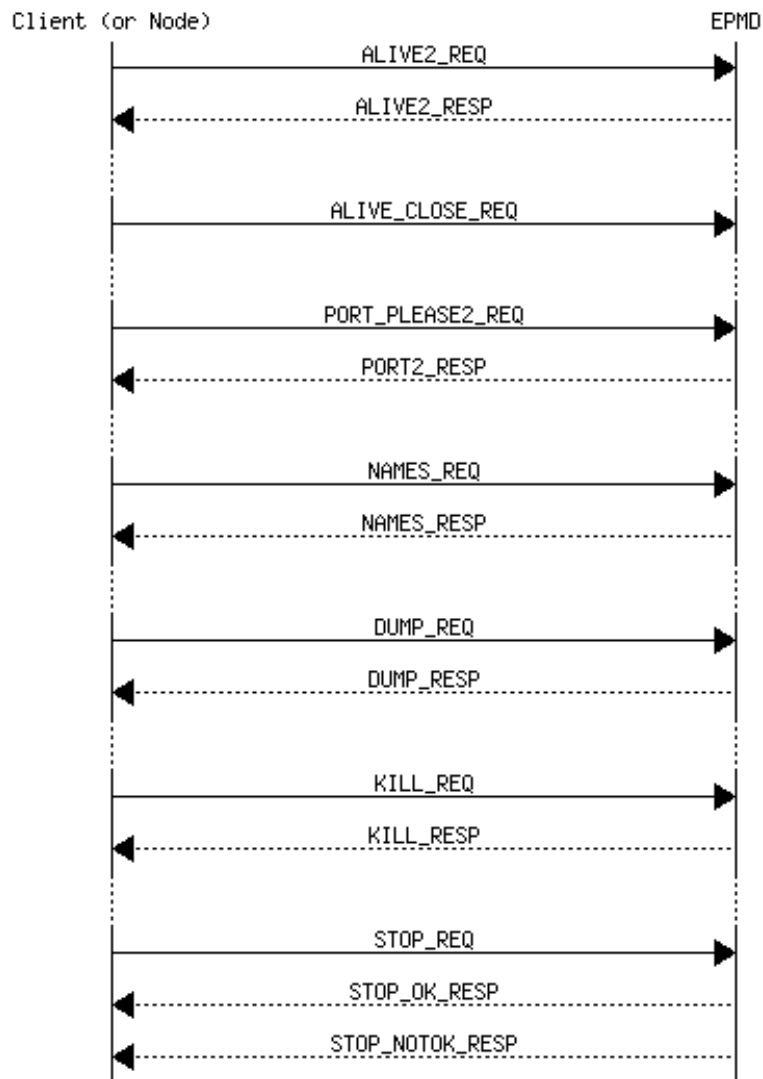 Client (or Node) EPMD
ALIVE2_REQ
ALIVE2_RESP
ALIVE_CLOSE_REQ
PORT_PLEASE2_REQ
PORT2_RESP
NAMES_REQ
NAMES_RESP
DUMP_REQ
DUMP_RESP
KILL_REQ
KILL_RESP
STOP_REQ
STOP_OK_RESP
STOP_NOTOK_RESP